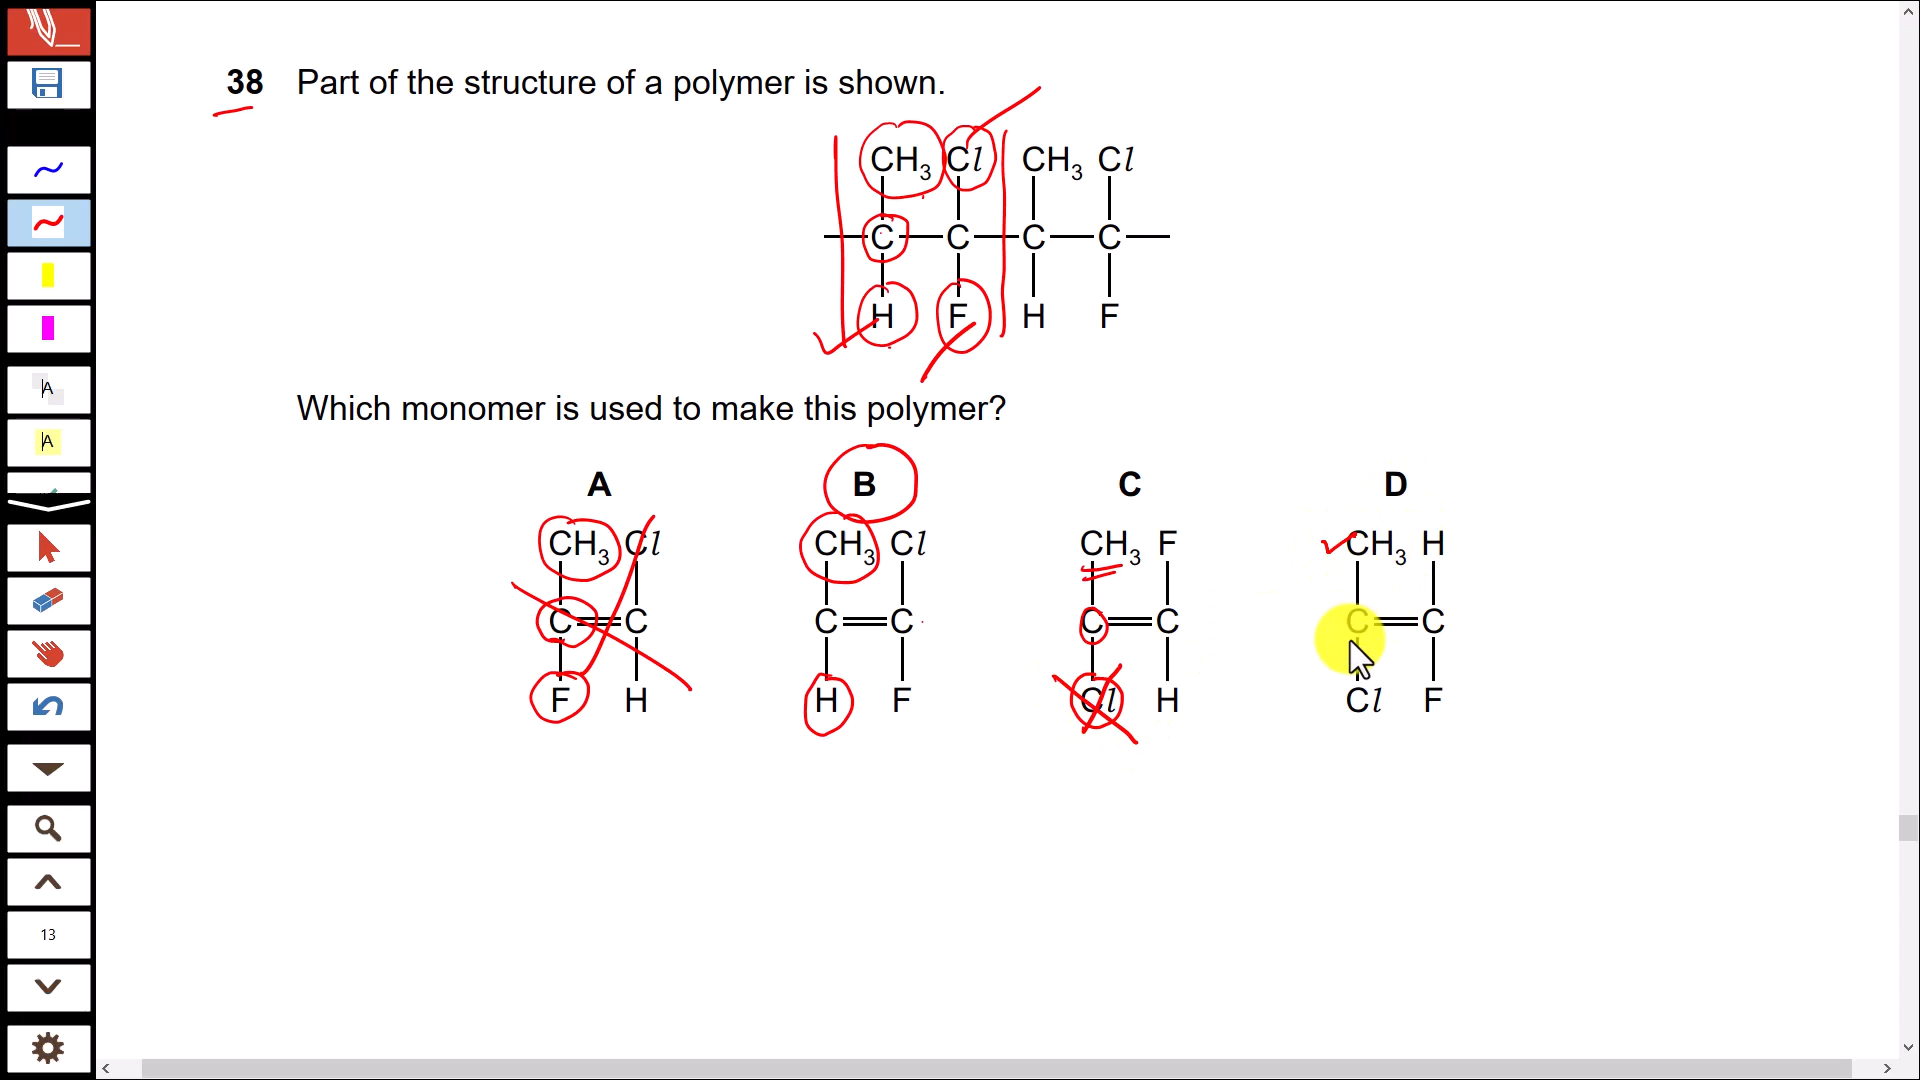 38 Part of the structure of a polymer is shown.
CH3 Cl CH3 Cl
C C C C
H F H F
Which monomer is used to make this polymer?
A B C D
CH3 Cl CH3 Cl CH3 F CH3 H
C C C C C C C C
F H H F Cl H Cl F
A
A
13